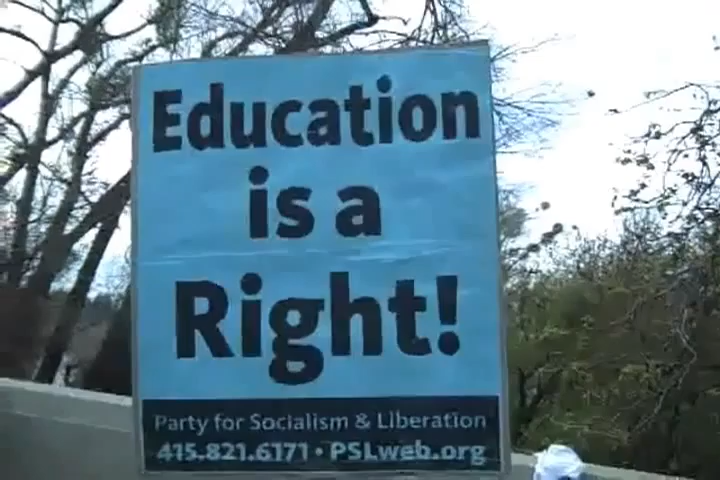 Education
is a
Right!
Party for Socialism & Liberation
415.821.6171 • PSLweb.org